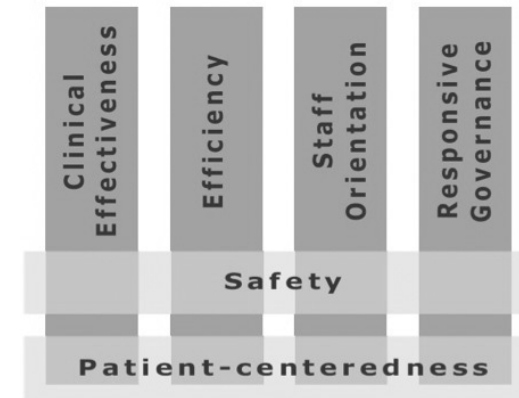 Clinical
Effectiveness
Efficiency
Staff
Orientation
Responsive
Governance
Safety
Patient-centeredness